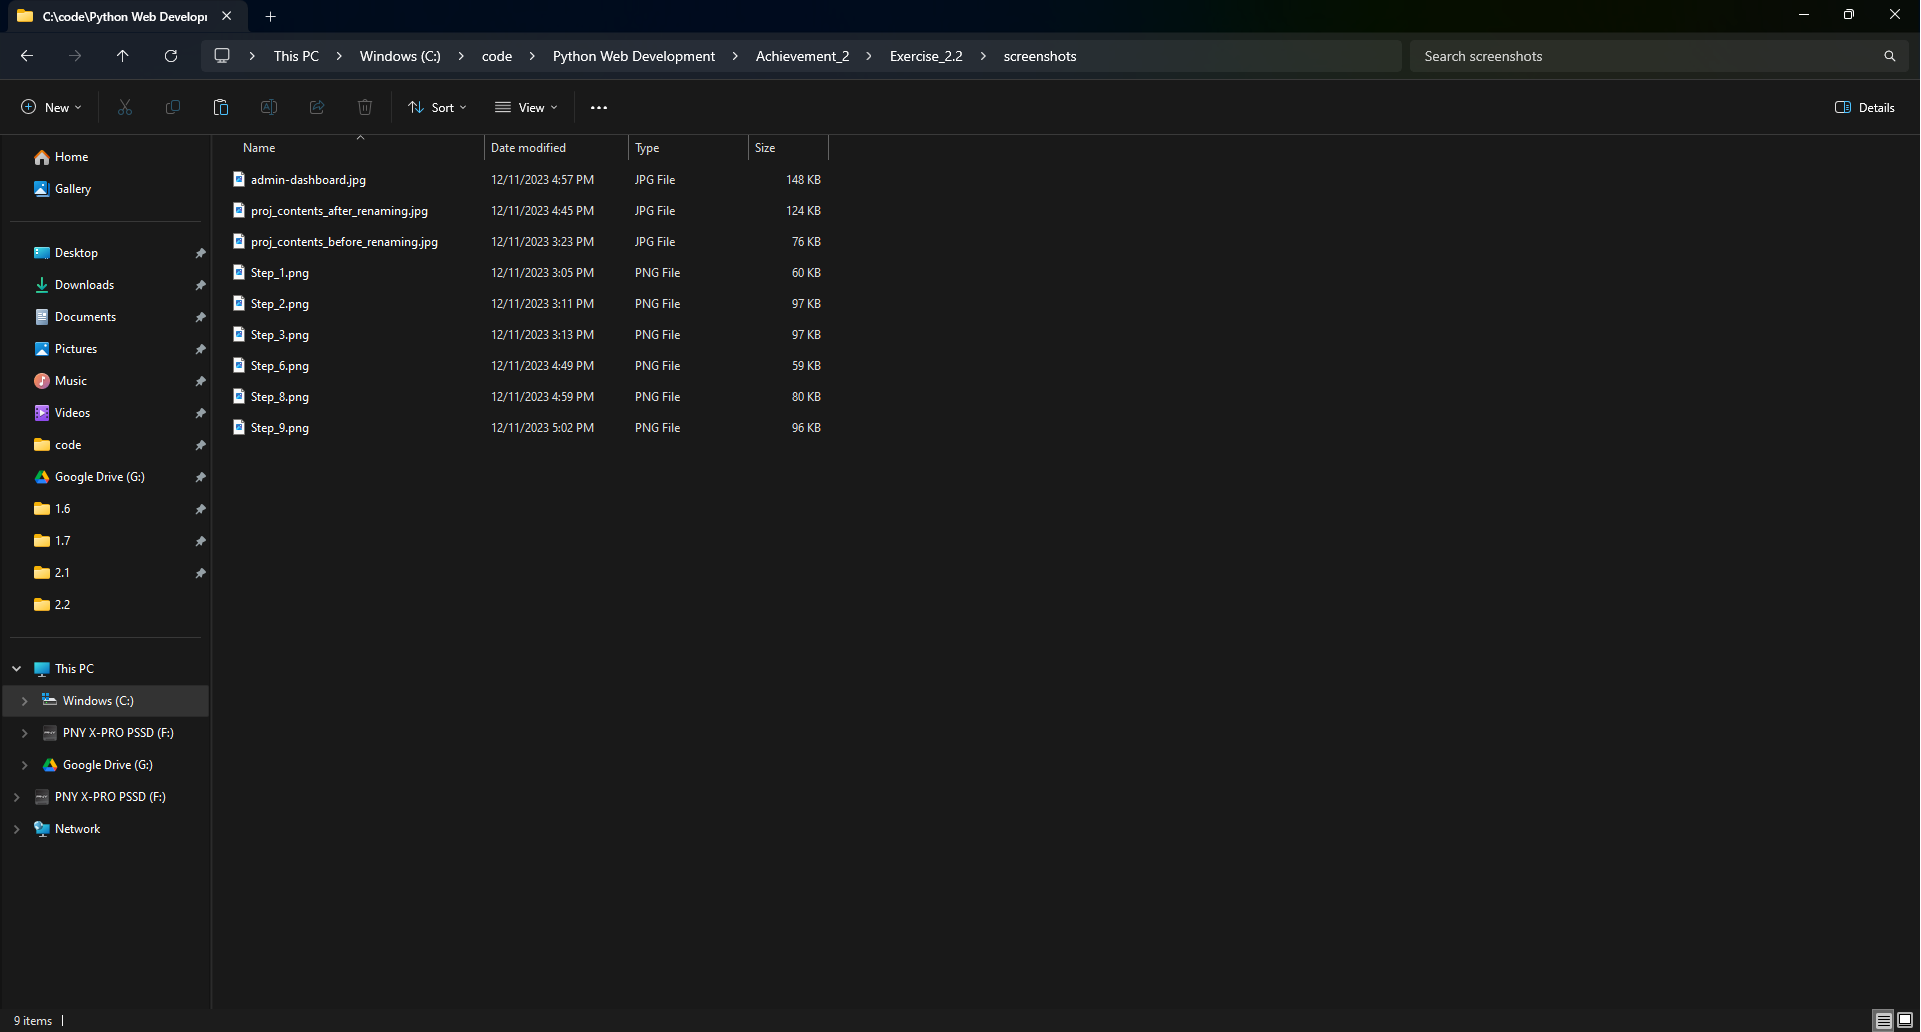 C:\code\Python Web Develop
This PC
Windows (C:)
code
Python Web Development
Achievement_2
Exercise_2.2
screenshots
Search screenshots
New
Sort
View
Details
Home
Gallery
Desktop
Downloads
Documents
Pictures
Music
Videos
code
Google Drive (G:)
1.6
1.7
2.1
2.2
This PC
Windows (C:)
PNY X-PRO PSSD (F:)
Google Drive (G:)
PNY X-PRO PSSD (F:)
Network
Name Date modified Type Size
admin-dashboard.jpg 12/11/2023 4:57 PM JPG File 148 KB
proj_contents_after_renaming.jpg 12/11/2023 4:45 PM JPG File 124 KB
proj_contents_before_renaming.jpg 12/11/2023 3:23 PM JPG File 76 KB
Step_1.png 12/11/2023 3:05 PM PNG File 60 KB
Step_2.png 12/11/2023 3:11 PM PNG File 97 KB
Step_3.png 12/11/2023 3:13 PM PNG File 97 KB
Step_6.png 12/11/2023 4:49 PM PNG File 59 KB
Step_8.png 12/11/2023 4:59 PM PNG File 80 KB
Step_9.png 12/11/2023 5:02 PM PNG File 96 KB
9 items